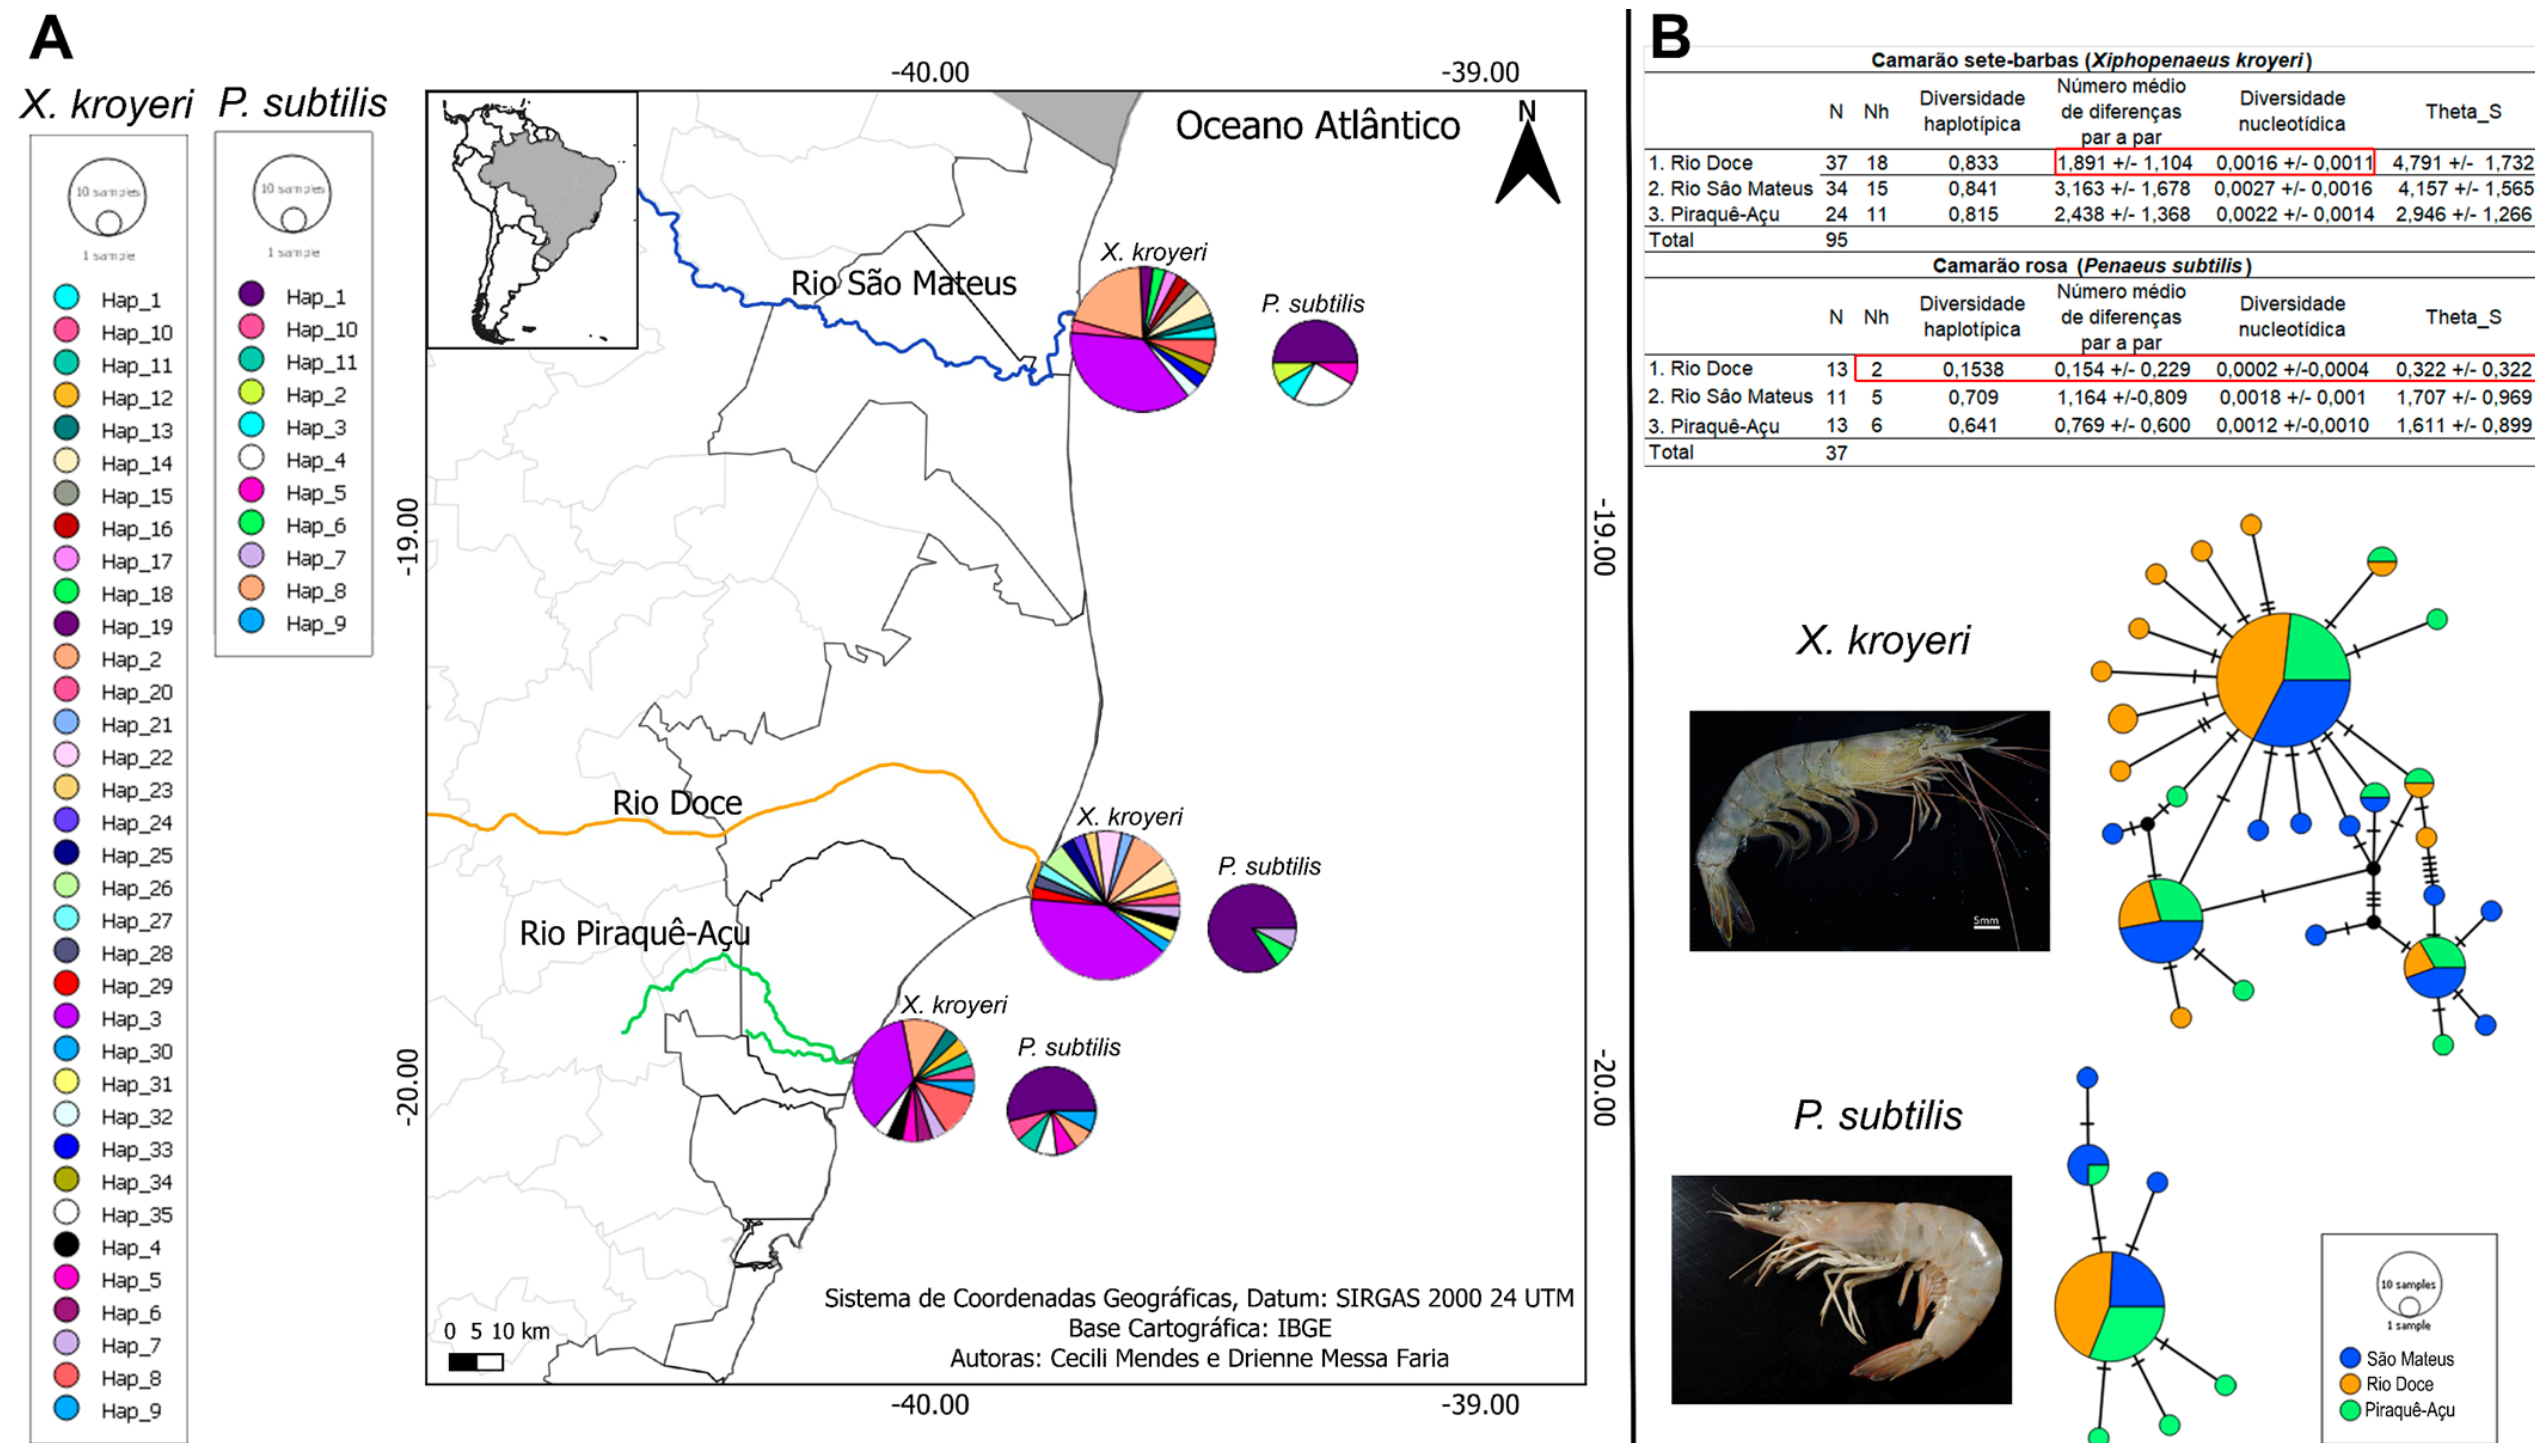 A
X. kroyeri
P. subtilis
10 samples
1 sample
Hap_1
Hap_10
Hap_11
Hap_12
Hap_13
Hap_14
Hap_15
Hap_16
Hap_17
Hap_18
Hap_19
Hap_2
Hap_20
Hap_21
Hap_22
Hap_23
Hap_24
Hap_25
Hap_26
Hap_27
Hap_28
Hap_29
Hap_3
Hap_30
Hap_31
Hap_32
Hap_33
Hap_34
Hap_35
Hap_4
Hap_5
Hap_6
Hap_7
Hap_8
Hap_9
10 samples
1 sample
Hap_1
Hap_10
Hap_11
Hap_2
Hap_3
Hap_4
Hap_5
Hap_6
Hap_7
Hap_8
Hap_9
-40.00 -39.00
Oceano Atlântico
N
Rio São Mateus
X. kroyeri
P. subtilis
-19.00
-19.00
Rio Doce
X. kroyeri
P. subtilis
Rio Piraquê-Açu
X. kroyeri
P. subtilis
-20.00
-20.00
Sistema de Coordenadas Geográficas, Datum: SIRGAS 2000 24 UTM
Base Cartográfica: IBGE
Autoras: Cecili Mendes e Drienne Messa Faria
0 5 10 km
-40.00 -39.00
B
Camarão sete-barbas (Xiphopenaeus kroyeri)
N Nh Diversidade haplotípica Número médio de diferenças par a par Diversidade nucleotídica Theta_S
1. Rio Doce 37 18 0,833 1,891 +/- 1,104 0,0016 +/- 0,0011 4,791 +/- 1,732
2. Rio São Mateus 34 15 0,841 3,163 +/- 1,678 0,0027 +/- 0,0016 4,157 +/- 1,565
3. Piraquê-Açu 24 11 0,815 2,438 +/- 1,368 0,0022 +/- 0,0014 2,946 +/- 1,266
Total 95
Camarão rosa (Penaeus subtilis)
N Nh Diversidade haplotípica Número médio de diferenças par a par Diversidade nucleotídica Theta_S
1. Rio Doce 13 2 0,1538 0,154 +/- 0,229 0,0002 +/-0,0004 0,322 +/- 0,322
2. Rio São Mateus 11 5 0,709 1,164 +/-0,809 0,0018 +/- 0,001 1,707 +/- 0,969
3. Piraquê-Açu 13 6 0,641 0,769 +/- 0,600 0,0012 +/-0,0010 1,611 +/- 0,899
Total 37
X. kroyeri
5mm
P. subtilis
10 samples
1 sample
São Mateus
Rio Doce
Piraquê-Açu